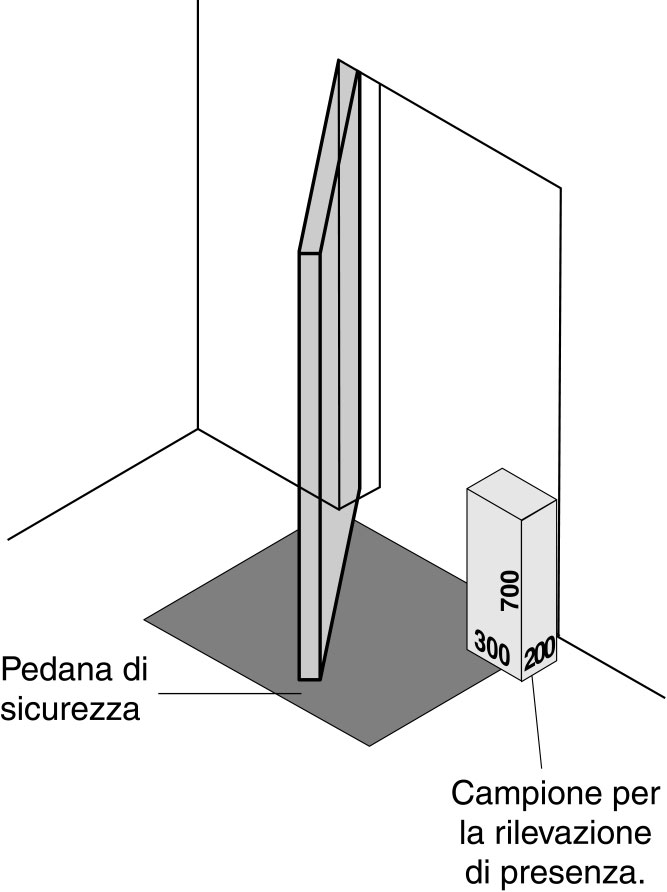 700
300
200
Pedana di
sicurezza
Campione per
la rilevazione
di presenza.